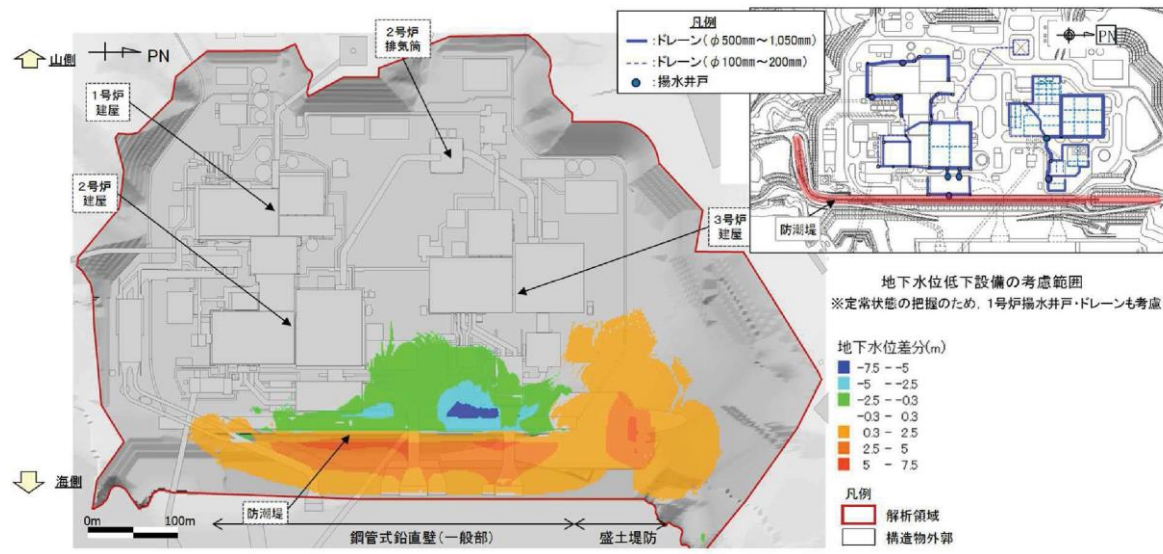 山側
PN
2号炉
排気筒
1号炉
建屋
2号炉
建屋
3号炉
建屋
海側
0m 100m
防潮堤
鋼管式鉛直壁(一般部)
盛土堤防
凡例
:ドレーン(φ500mm~1,050mm)
:ドレーン(φ100mm~200mm)
:揚水井戸
PN
防潮堤
地下水位低下設備の考慮範囲
※定常状態の把握のため, 1号炉揚水井戸・ドレーンも考慮
地下水位差分(m)
-7.5 - -5
-5 - -2.5
-2.5 - -0.3
-0.3 - 0.3
0.3 - 2.5
2.5 - 5
5 - 7.5
凡例
解析領域
構造物外郭